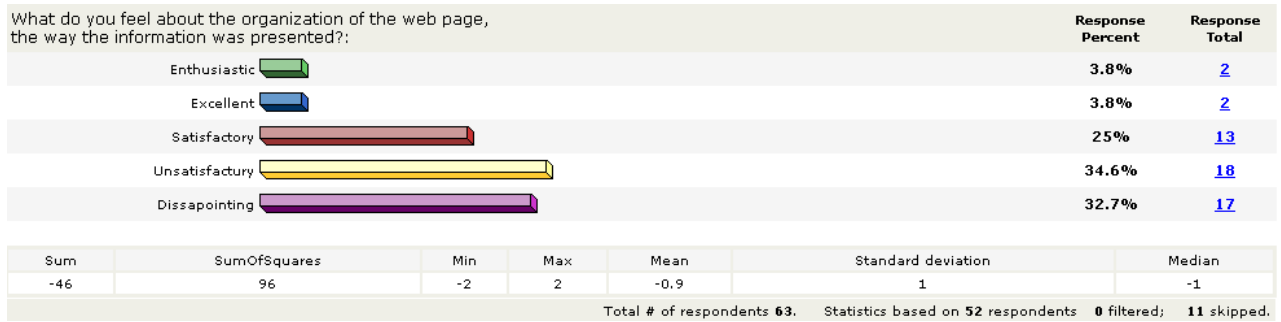 What do you feel about the organization of the web page,
the way the information was presented?:
Response Percent
Response Total
Enthusiastic 3.8% 2
Excellent 3.8% 2
Satisfactory 25% 13
Unsatisfactury 34.6% 18
Dissapointing 32.7% 17
Sum SumOfSquares Min Max Mean Standard deviation Median
-46 96 -2 2 -0.9 1 -1
Total # of respondents 63. Statistics based on 52 respondents 0 filtered; 11 skipped.